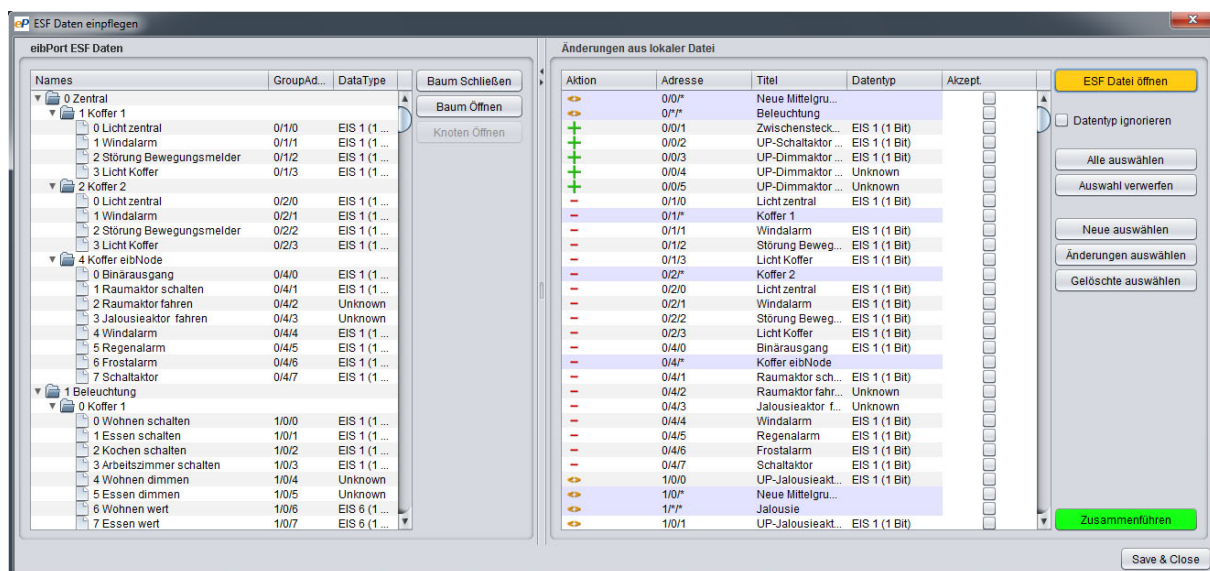 eP ESF Daten einpflegen
eibPort ESF Daten
Names GroupAd... DataType
0 Zentral
1 Koffer 1
0 Licht zentral 0/1/0 EIS 1 (1 ...
1 Windalarm 0/1/1 EIS 1 (1 ...
2 Störung Bewegungsmelder 0/1/2 EIS 1 (1 ...
3 Licht Koffer 0/1/3 EIS 1 (1 ...
2 Koffer 2
0 Licht zentral 0/2/0 EIS 1 (1 ...
1 Windalarm 0/2/1 EIS 1 (1 ...
2 Störung Bewegungsmelder 0/2/2 EIS 1 (1 ...
3 Licht Koffer 0/2/3 EIS 1 (1 ...
4 Koffer eibNode
0 Binärausgang 0/4/0 EIS 1 (1 ...
1 Raumaktor schalten 0/4/1 EIS 1 (1 ...
2 Raumaktor fahren 0/4/2 Unknown
3 Jalousieaktor fahren 0/4/3 Unknown
4 Windalarm 0/4/4 EIS 1 (1 ...
5 Regenalarm 0/4/5 EIS 1 (1 ...
6 Frostalarm 0/4/6 EIS 1 (1 ...
7 Schaltaktor 0/4/7 EIS 1 (1 ...
1 Beleuchtung
0 Koffer 1
0 Wohnen schalten 1/0/0 EIS 1 (1 ...
1 Essen schalten 1/0/1 EIS 1 (1 ...
2 Kochen schalten 1/0/2 EIS 1 (1 ...
3 Arbeitszimmer schalten 1/0/3 EIS 1 (1 ...
4 Wohnen dimmen 1/0/4 Unknown
5 Essen dimmen 1/0/5 Unknown
6 Wohnen wert 1/0/6 EIS 6 (1 ...
7 Essen wert 1/0/7 EIS 6 (1 ...
Baum Schließen
Baum Öffnen
Knoten Öffnen
Änderungen aus lokaler Datei
Aktion Adresse Titel Datentyp Akzept.
0/0/* Neue Mittelgru...
0/*/* Beleuchtung
0/0/1 Zwischensteck... EIS 1 (1 Bit)
0/0/2 UP-Schaltaktor ... EIS 1 (1 Bit)
0/0/3 UP-Dimmaktor ... EIS 1 (1 Bit)
0/0/4 UP-Dimmaktor ... Unknown
0/0/5 UP-Dimmaktor ... Unknown
0/1/0 Licht zentral EIS 1 (1 Bit)
0/1/* Koffer 1
0/1/1 Windalarm EIS 1 (1 Bit)
0/1/2 Störung Beweg... EIS 1 (1 Bit)
0/1/3 Licht Koffer EIS 1 (1 Bit)
0/2/* Koffer 2
0/2/0 Licht zentral EIS 1 (1 Bit)
0/2/1 Windalarm EIS 1 (1 Bit)
0/2/2 Störung Beweg... EIS 1 (1 Bit)
0/2/3 Licht Koffer EIS 1 (1 Bit)
0/4/0 Binärausgang EIS 1 (1 Bit)
0/4/* Koffer eibNode
0/4/1 Raumaktor sch... EIS 1 (1 Bit)
0/4/2 Raumaktor fahr... Unknown
0/4/3 Jalousieaktor f... Unknown
0/4/4 Windalarm EIS 1 (1 Bit)
0/4/5 Regenalarm EIS 1 (1 Bit)
0/4/6 Frostalarm EIS 1 (1 Bit)
0/4/7 Schaltaktor EIS 1 (1 Bit)
1/0/0 UP-Jalousieakt... EIS 1 (1 Bit)
1/0/* Neue Mittelgru...
1/*/* Jalousie
1/0/1 UP-Jalousieakt... EIS 1 (1 Bit)
ESF Datei öffnen
Datentyp ignorieren
Alle auswählen
Auswahl verwerfen
Neue auswählen
Änderungen auswählen
Gelöschte auswählen
Zusammenführen
Save & Close